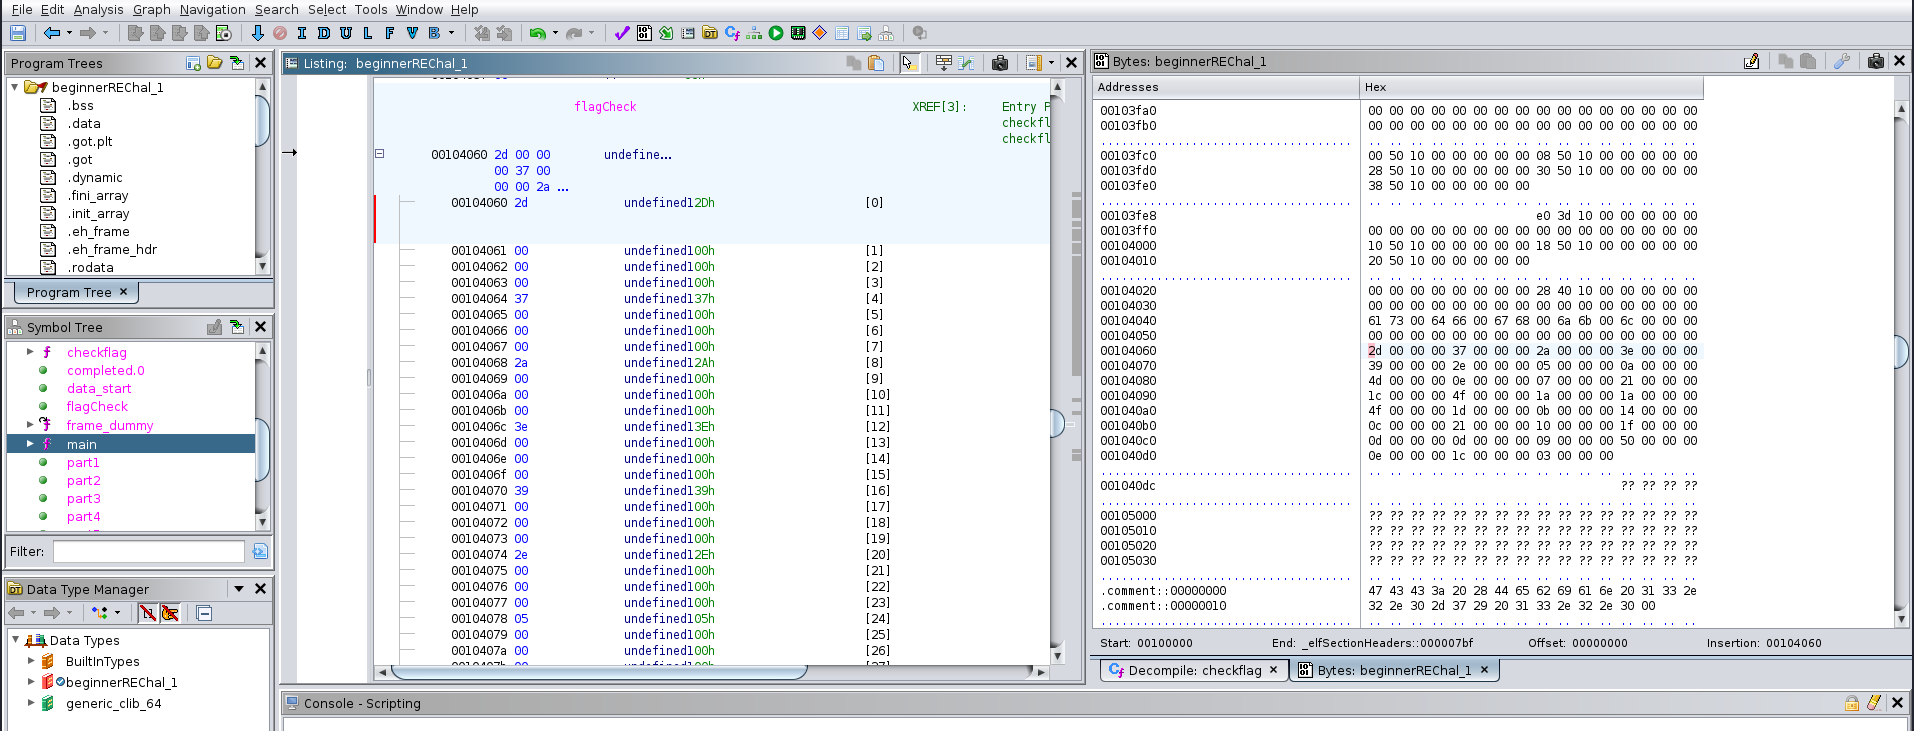 File Edit Analysis Graph Navigation Search Select Tools Window Help
I D U L F V B
Program Trees
beginnerREChal_1
.bss
.data
.got.plt
.got
.dynamic
.fini_array
.init_array
.eh_frame
.eh_frame_hdr
.rodata
Program Tree ×
Symbol Tree
checkflag
completed.0
data_start
flagCheck
frame_dummy
main
part1
part2
part3
part4
Filter:
Data Type Manager
Data Types
BuiltInTypes
beginnerREChal_1
generic_clib_64
Listing: beginnerREChal_1
flagCheck XREF[3]: Entry P
checkfl
checkfl
00104060 2d 00 00 undefine...
00 37 00
00 00 2a ...
00104060 2d undefined12Dh [0]
00104061 00 undefined100h [1]
00104062 00 undefined100h [2]
00104063 00 undefined100h [3]
00104064 37 undefined137h [4]
00104065 00 undefined100h [5]
00104066 00 undefined100h [6]
00104067 00 undefined100h [7]
00104068 2a undefined12Ah [8]
00104069 00 undefined100h [9]
0010406a 00 undefined100h [10]
0010406b 00 undefined100h [11]
0010406c 3e undefined13Eh [12]
0010406d 00 undefined100h [13]
0010406e 00 undefined100h [14]
0010406f 00 undefined100h [15]
00104070 39 undefined139h [16]
00104071 00 undefined100h [17]
00104072 00 undefined100h [18]
00104073 00 undefined100h [19]
00104074 2e undefined12Eh [20]
00104075 00 undefined100h [21]
00104076 00 undefined100h [22]
00104077 00 undefined100h [23]
00104078 05 undefined105h [24]
00104079 00 undefined100h [25]
0010407a 00 undefined100h [26]
Bytes: beginnerREChal_1
Addresses Hex
00103fa0 00 00 00 00 00 00 00 00 00 00 00 00 00 00 00 00
00103fb0 00 00 00 00 00 00 00 00 00 00 00 00 00 00 00 00
00103fc0 00 50 10 00 00 00 00 00 08 50 10 00 00 00 00 00
00103fd0 28 50 10 00 00 00 00 00 30 50 10 00 00 00 00 00
00103fe0 38 50 10 00 00 00 00 00
00103fe8 e0 3d 10 00 00 00 00 00
00103ff0 00 00 00 00 00 00 00 00 00 00 00 00 00 00 00 00
00104000 10 50 10 00 00 00 00 00 18 50 10 00 00 00 00 00
00104010 20 50 10 00 00 00 00 00
00104020 00 00 00 00 00 00 00 00 28 40 10 00 00 00 00 00
00104030 00 00 00 00 00 00 00 00 00 00 00 00 00 00 00 00
00104040 61 73 00 64 66 00 67 68 00 6a 6b 00 6c 00 00 00
00104050 00 00 00 00 00 00 00 00 00 00 00 00 00 00 00 00
00104060 2d 00 00 00 37 00 00 00 2a 00 00 00 3e 00 00 00
00104070 39 00 00 00 2e 00 00 00 05 00 00 00 0a 00 00 00
00104080 4d 00 00 00 0e 00 00 00 07 00 00 00 21 00 00 00
00104090 1c 00 00 00 4f 00 00 00 1a 00 00 00 1a 00 00 00
001040a0 4f 00 00 00 1d 00 00 00 0b 00 00 00 14 00 00 00
001040b0 0c 00 00 00 21 00 00 00 10 00 00 00 1f 00 00 00
001040c0 0d 00 00 00 0d 00 00 00 09 00 00 00 50 00 00 00
001040d0 0e 00 00 00 1c 00 00 00 03 00 00 00
001040dc ?? ?? ?? ??
00105000 ?? ?? ?? ?? ?? ?? ?? ?? ?? ?? ?? ?? ?? ?? ?? ??
00105010 ?? ?? ?? ?? ?? ?? ?? ?? ?? ?? ?? ?? ?? ?? ?? ??
00105020 ?? ?? ?? ?? ?? ?? ?? ?? ?? ?? ?? ?? ?? ?? ?? ??
00105030 ?? ?? ?? ?? ?? ?? ?? ?? ?? ?? ?? ?? ?? ?? ?? ??
.comment::00000000 47 43 43 3a 20 28 44 65 62 69 61 6e 20 31 33 2e
.comment::00000010 32 2e 30 2d 37 29 20 31 33 2e 32 2e 30 00
Start: 00100000 End: _elfSectionHeaders::000007bf Offset: 00000000 Insertion: 00104060
Decompile: checkflag × Bytes: beginnerREChal_1 ×
Console - Scripting